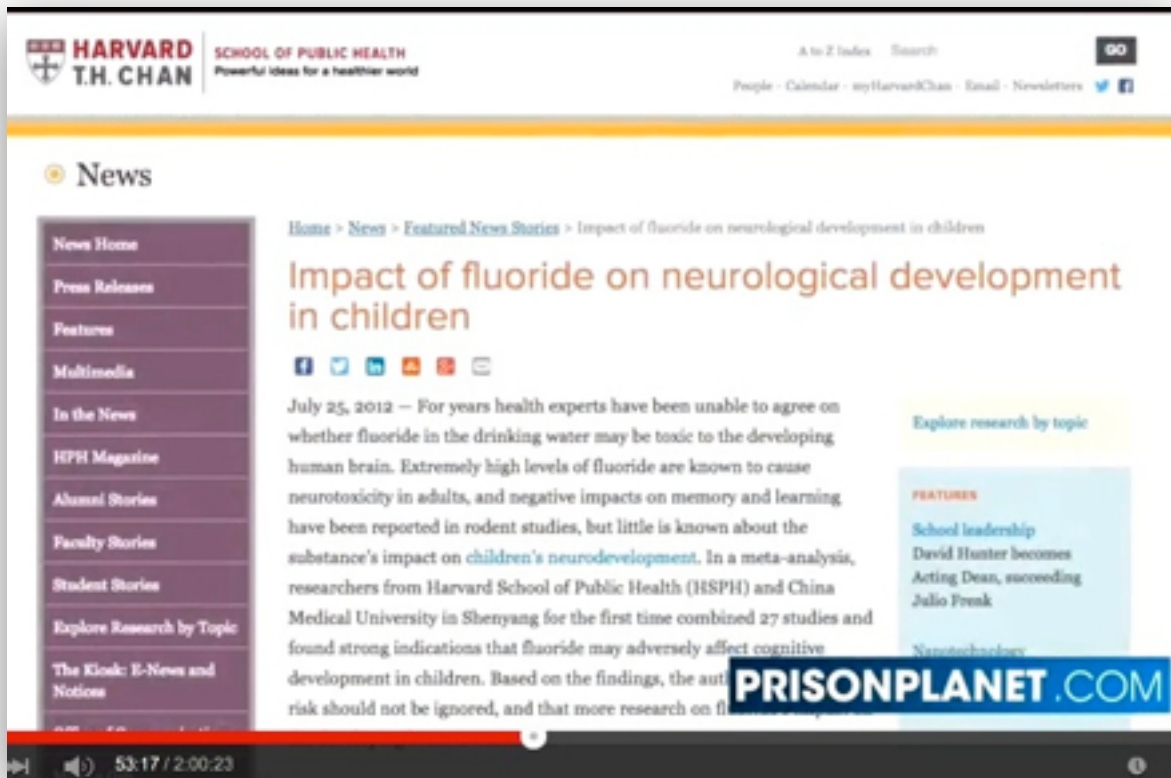 HARVARD
T.H. CHAN
SCHOOL OF PUBLIC HEALTH
Powerful ideas for a healthier world
A to Z Index Search GO
People - Calendar - myHarvardChan - Email - Newsletters
News
News Home
Press Releases
Features
Multimedia
In the News
HPH Magazine
Alumni Stories
Faculty Stories
Student Stories
Explore Research by Topic
The Kiosk: E-News and
Notices
Home > News > Featured News Stories > Impact of fluoride on neurological development in children
Impact of fluoride on neurological development
in children
July 25, 2012 — For years health experts have been unable to agree on
whether fluoride in the drinking water may be toxic to the developing
human brain. Extremely high levels of fluoride are known to cause
neurotoxicity in adults, and negative impacts on memory and learning
have been reported in rodent studies, but little is known about the
substance's impact on children's neurodevelopment. In a meta-analysis,
researchers from Harvard School of Public Health (HSPH) and China
Medical University in Shenyang for the first time combined 27 studies and
found strong indications that fluoride may adversely affect cognitive
development in children. Based on the findings, the
risk should not be ignored, and that more research on
Explore research by topic
FEATURES
School leadership
David Hunter becomes
Acting Dean, succeeding
Julio Frenk
Nanotechnology
PRISONPLANET.COM
53:17 / 2:00:23